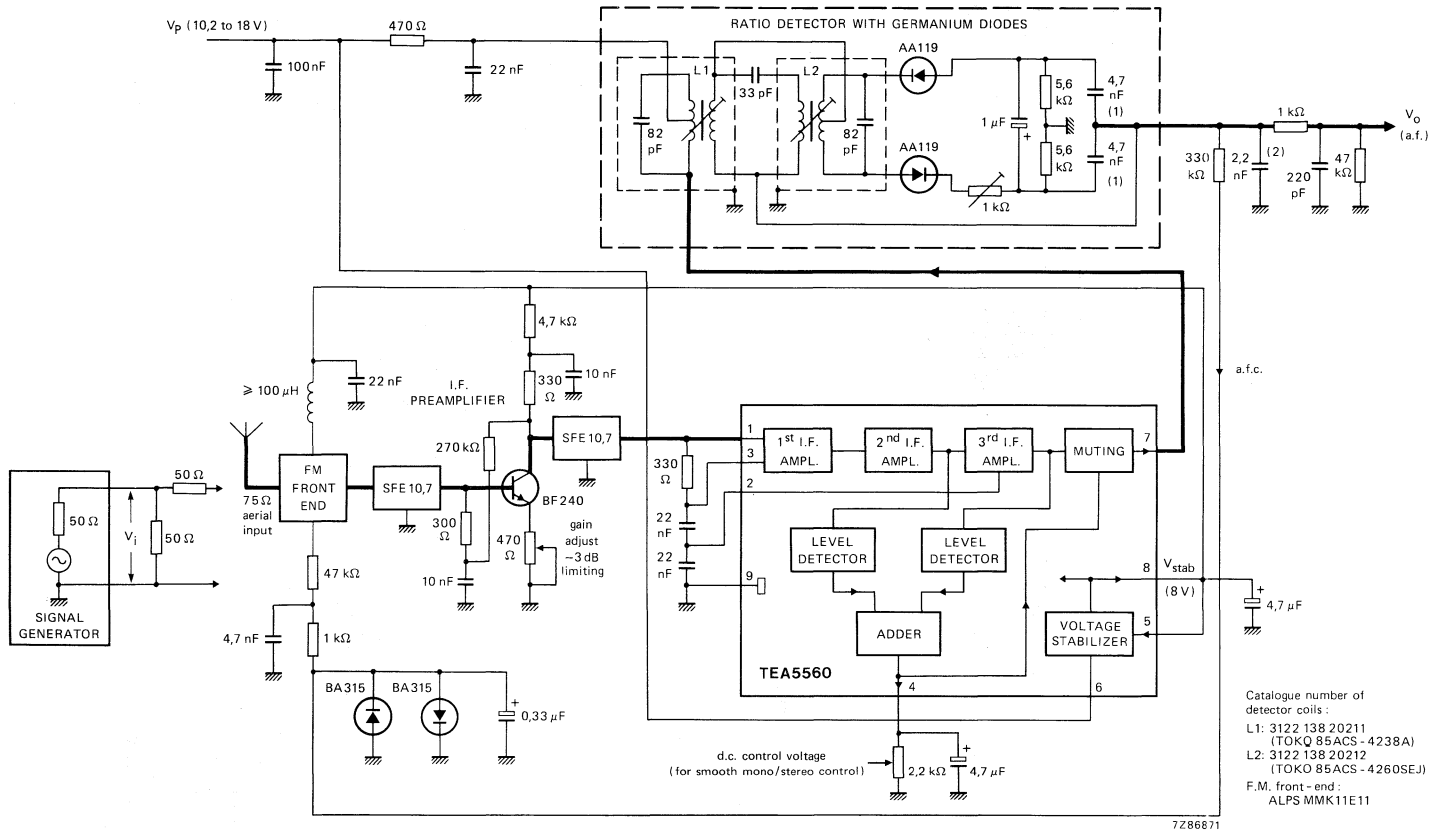 RATIO DETECTOR WITH GERMANIUM DIODES
VP (10,2 to 18 V)
470 Ω
100 nF
22 nF
L1
33 pF
L2
82
pF
82
pF
AA119
AA119
1 µF
+
5,6
kΩ
5,6
kΩ
4,7
nF
(1)
4,7
nF
(1)
1 kΩ
1 kΩ
Vo
(a.f.)
330
kΩ
2,2
nF
(2)
220
pF
47
kΩ
a.f.c.
4,7 kΩ
10 nF
330
Ω
≥ 100 µH
22 nF
I.F.
PREAMPLIFIER
270 kΩ
SFE 10,7
BF240
FM
FRONT
END
75 Ω
aerial
input
SFE 10,7
300
Ω
10 nF
470
Ω
gain
adjust
–3 dB
limiting
50 Ω
50 Ω
Vi
50 Ω
SIGNAL
GENERATOR
47 kΩ
4,7 nF
1 kΩ
BA315
BA315
+
0,33 µF
330
Ω
22
nF
22
nF
1
3
2
9
1st I.F.
AMPL.
2nd I.F.
AMPL.
3rd I.F.
AMPL.
MUTING
7
LEVEL
DETECTOR
LEVEL
DETECTOR
ADDER
VOLTAGE
STABILIZER
8
Vstab
(8 V)
5
+
4,7 µF
TEA5560
4
6
d.c. control voltage
(for smooth mono/stereo control)
2,2 kΩ
+
4,7 µF
Catalogue number of
detector coils :
L1: 3122 138 20211
(TOKO 85ACS - 4238A)
L2: 3122 138 20212
(TOKO 85ACS - 4260SEJ)
F.M. front - end :
ALPS MMK11E11
7Z86871